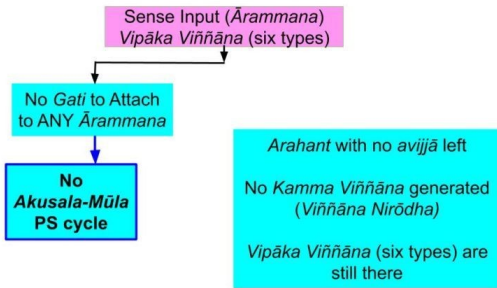 Sense Input (Ārammana)
Vipāka Viññāna (six types)
No Gati to Attach
to ANY Ārammana
No
Akusala-Mūla
PS cycle
Arahant with no avijjā left
No Kamma Viññāna generated
(Viññāna Nirōdha)
Vipāka Viññāna (six types) are
still there